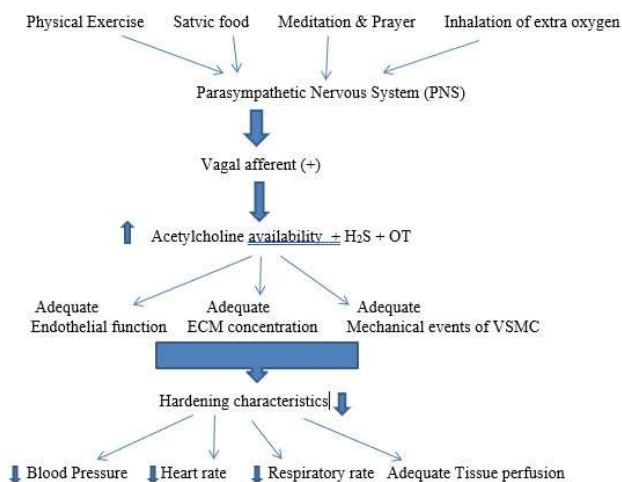 Physical Exercise Satvic food Meditation & Prayer Inhalation of extra oxygen
Parasympathetic Nervous System (PNS)
Vagal afferent (+)
Acetylcholine availability + H₂S + OT
Adequate Adequate Adequate
Endothelial function ECM concentration Mechanical events of VSMC
Hardening characteristics
Blood Pressure Heart rate Respiratory rate Adequate Tissue perfusion